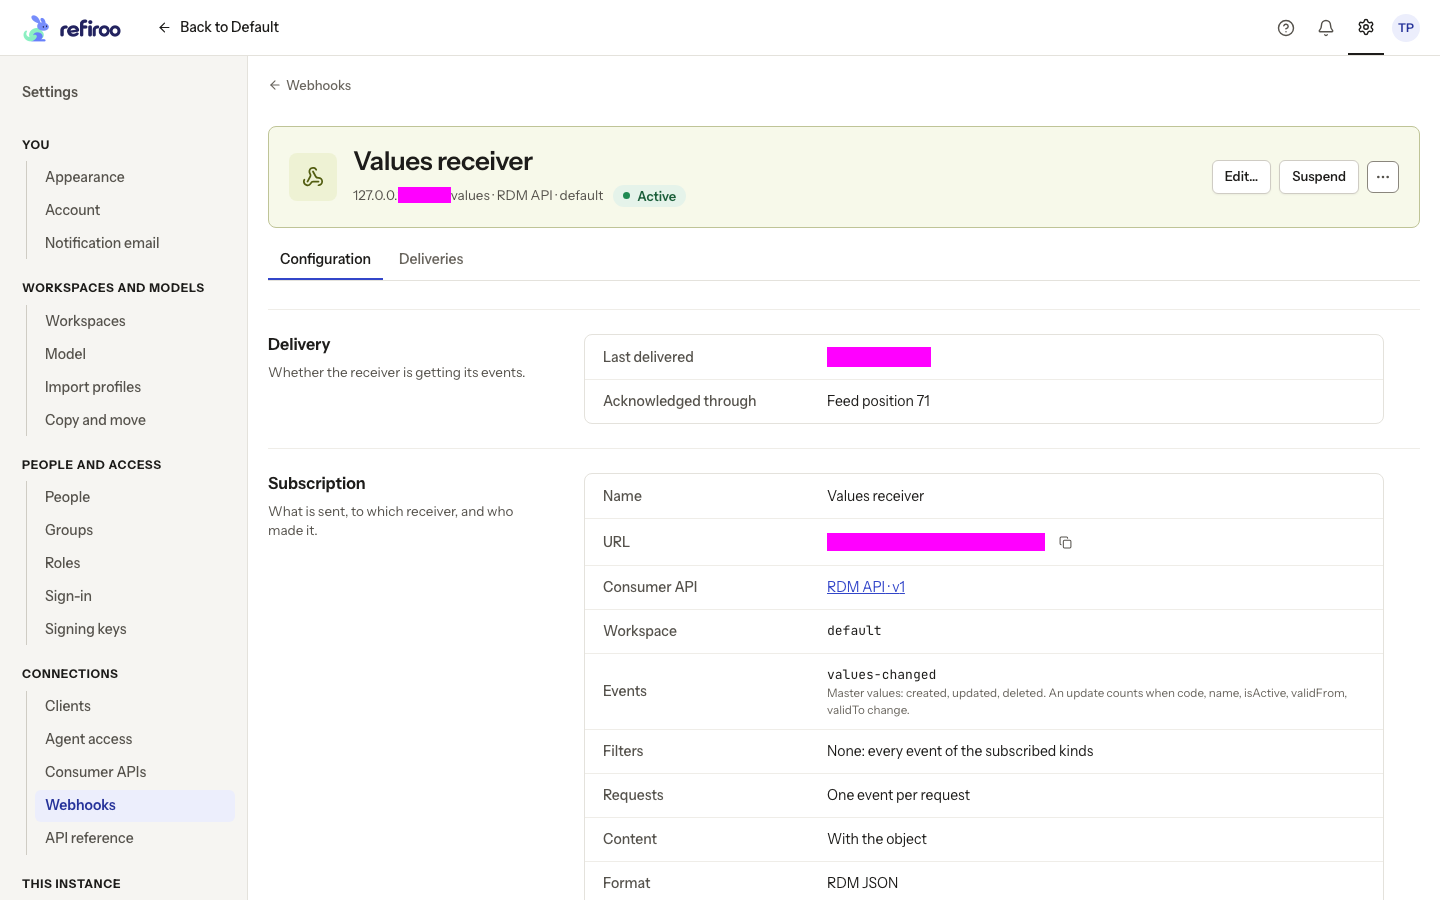 refiroo
Back to Default
TP
Settings
YOU
Appearance
Account
Notification email
WORKSPACES AND MODELS
Workspaces
Model
Import profiles
Copy and move
PEOPLE AND ACCESS
People
Groups
Roles
Sign-in
Signing keys
CONNECTIONS
Clients
Agent access
Consumer APIs
Webhooks
API reference
THIS INSTANCE
Webhooks
Values receiver
127.0.0. values · RDM API · default
Active
Edit...
Suspend
Configuration
Deliveries
Delivery
Whether the receiver is getting its events.
Last delivered
Acknowledged through
Feed position 71
Subscription
What is sent, to which receiver, and who
made it.
Name
Values receiver
URL
Consumer API
RDM API · v1
Workspace
default
Events
values-changed
Master values: created, updated, deleted. An update counts when code, name, isActive, validFrom,
validTo change.
Filters
None: every event of the subscribed kinds
Requests
One event per request
Content
With the object
Format
RDM JSON